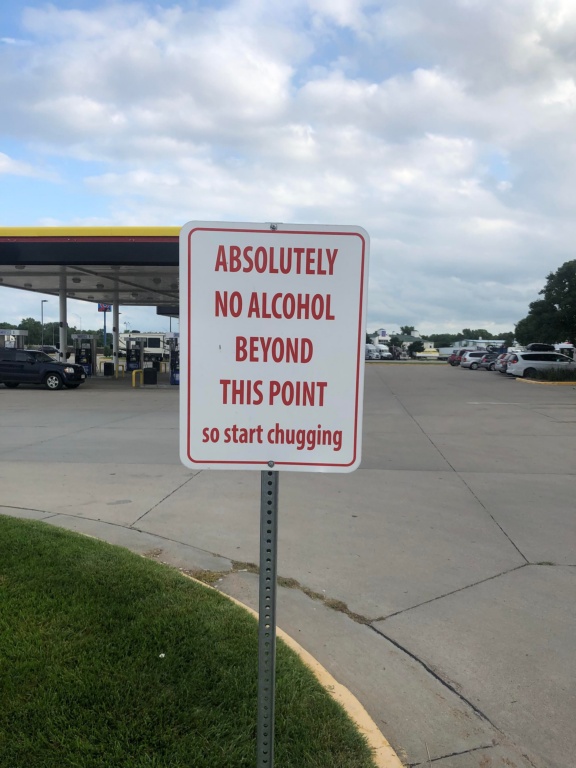 ABSOLUTELY
NO ALCOHOL
BEYOND
THIS POINT
so start chugging